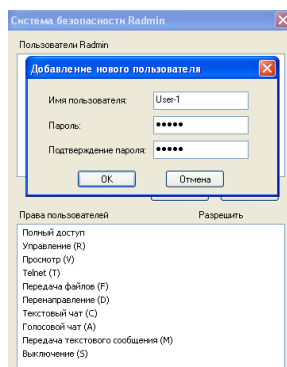 Система безопасности Radmin
Пользователи Radmin
Добавление нового пользователя
Имя пользователя: User-1
Пароль: •••••
Подтверждение пароля: •••••
OK Отмена
Права пользователей Разрешить
Полный доступ
Управление (R)
Просмотр (V)
Telnet (T)
Передача файлов (F)
Перенаправление (D)
Текстовый чат (C)
Голосовой чат (A)
Передача текстового сообщения (M)
Выключение (S)